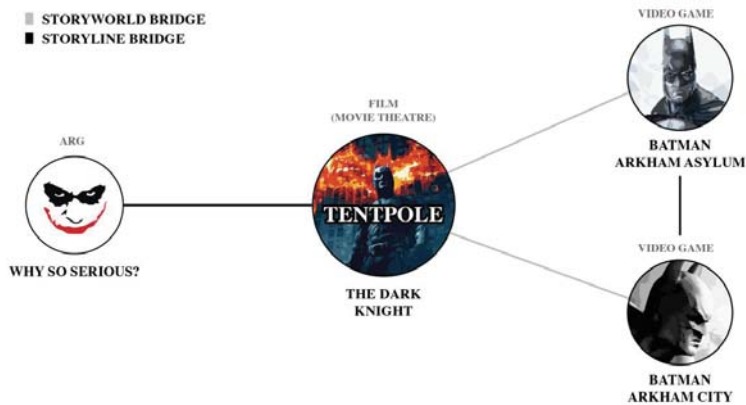 STORYWORLD BRIDGE
STORYLINE BRIDGE
VIDEO GAME
BATMAN
ARKHAM ASYLUM
FILM
(MOVIE THEATRE)
TENTPOLE
THE DARK
KNIGHT
ARG
WHY SO SERIOUS?
VIDEO GAME
BATMAN
ARKHAM CITY